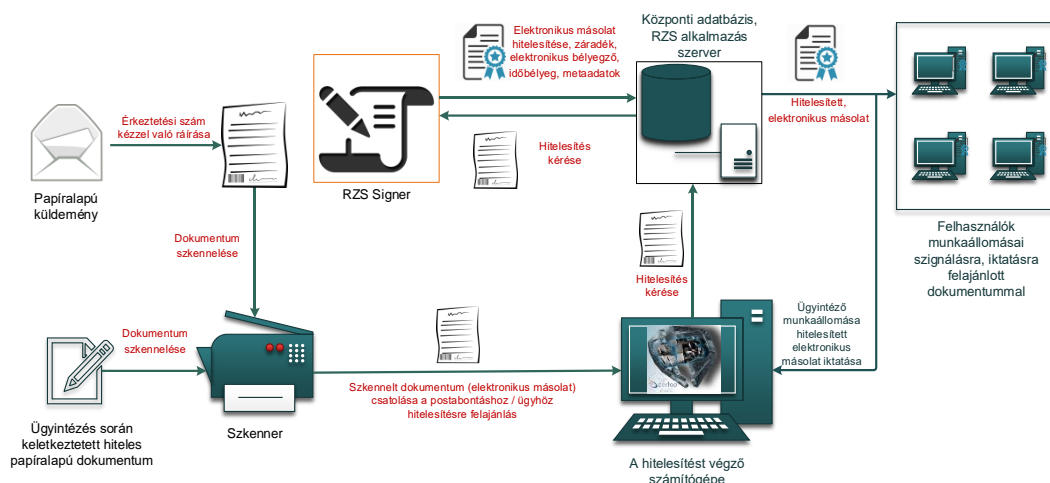 Elektronikus másolat
hitelesítése, záradék,
elektronikus bélyegző,
időbélyeg, metaadatok
Központi adatbázis,
RZS alkalmazás
szerver
Érkeztetési szám
kézzel való ráírása
Hitelesített,
elektronikus másolat
Hitelesítés
kérése
Papíralapú
küldemény
RZS Signer
Felhasználók
munkaállomásai
szignálásra, iktatásra
felajánlott
dokumentummal
Dokumentum
szkennelése
Hitelesítés
kérése
Ügyintéző
munkaállomása
hitelesített
elektronikus
másolat iktatása
Dokumentum
szkennelése
Szkennelt dokumentum (elektronikus másolat)
csatolása a postabontáshoz / ügyhöz
hitelesítésre felajánlás
Szkenner
Ügyintézés során
keletkeztetett hiteles
papíralapú dokumentum
A hitelesítést végző
számítógépe